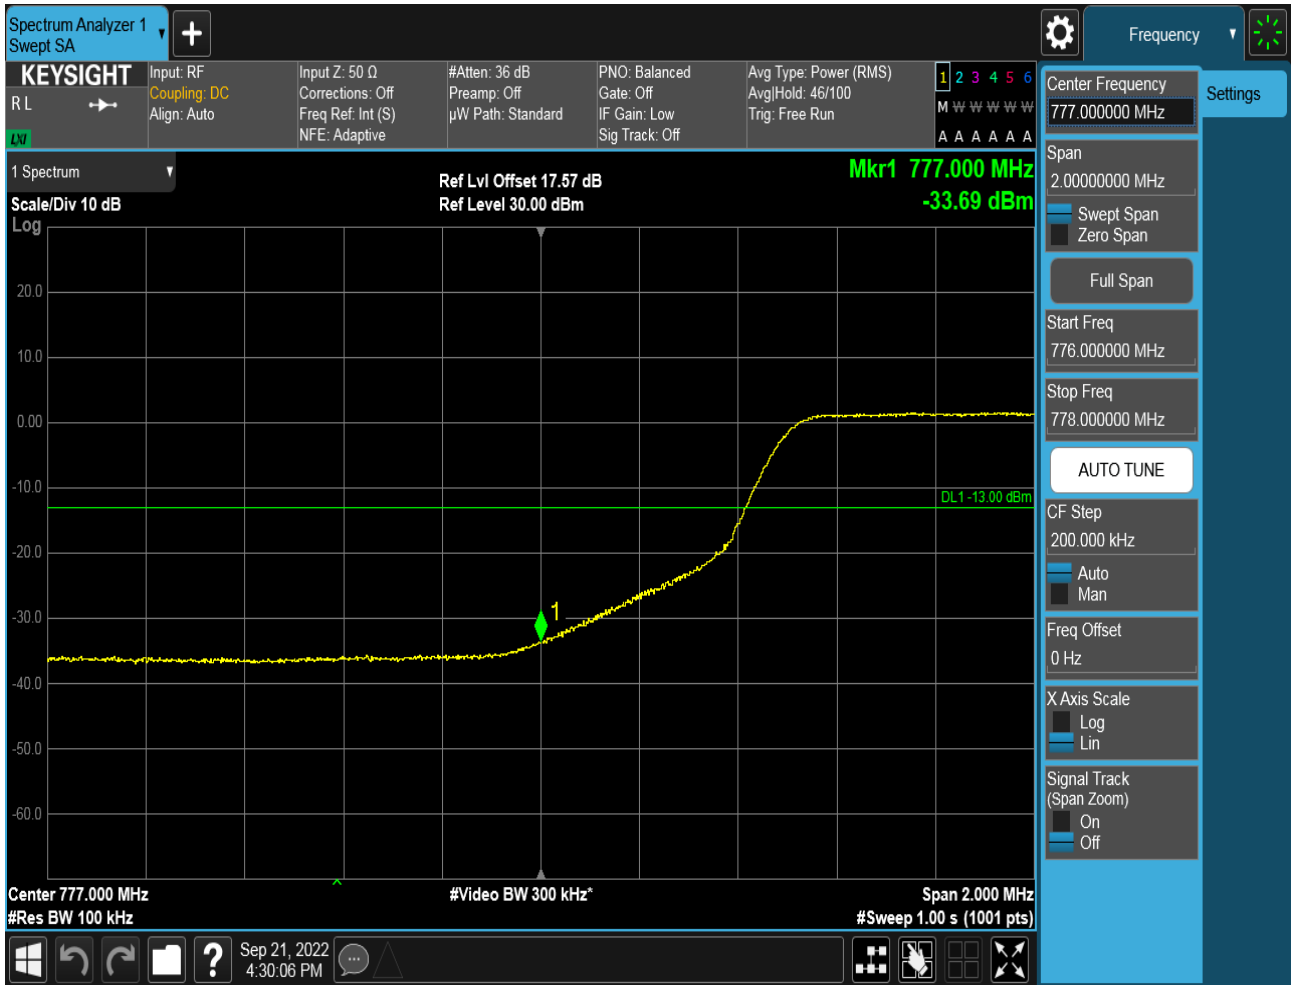 Spectrum Analyzer 1
Swept SA
Frequency
KEYSIGHT
R L
LXI
Input: RF
Coupling: DC
Align: Auto
Input Z: 50 Ω
Corrections: Off
Freq Ref: Int (S)
NFE: Adaptive
#Atten: 36 dB
Preamp: Off
µW Path: Standard
PNO: Balanced
Gate: Off
IF Gain: Low
Sig Track: Off
Avg Type: Power (RMS)
Avg|Hold: 46/100
Trig: Free Run
1 2 3 4 5 6
M W W W W W
A A A A A A
1 Spectrum
Scale/Div 10 dB
Log
Ref Lvl Offset 17.57 dB
Ref Level 30.00 dBm
Mkr1 777.000 MHz
-33.69 dBm
20.0
10.0
0.00
-10.0
-20.0
-30.0
-40.0
-50.0
-60.0
DL1 -13.00 dBm
1
Center 777.000 MHz
#Res BW 100 kHz
#Video BW 300 kHz*
Span 2.000 MHz
#Sweep 1.00 s (1001 pts)
Center Frequency
777.000000 MHz
Settings
Span
2.00000000 MHz
Swept Span
Zero Span
Full Span
Start Freq
776.000000 MHz
Stop Freq
778.000000 MHz
AUTO TUNE
CF Step
200.000 kHz
Auto
Man
Freq Offset
0 Hz
X Axis Scale
Log
Lin
Signal Track
(Span Zoom)
On
Off
?
Sep 21, 2022
4:30:06 PM